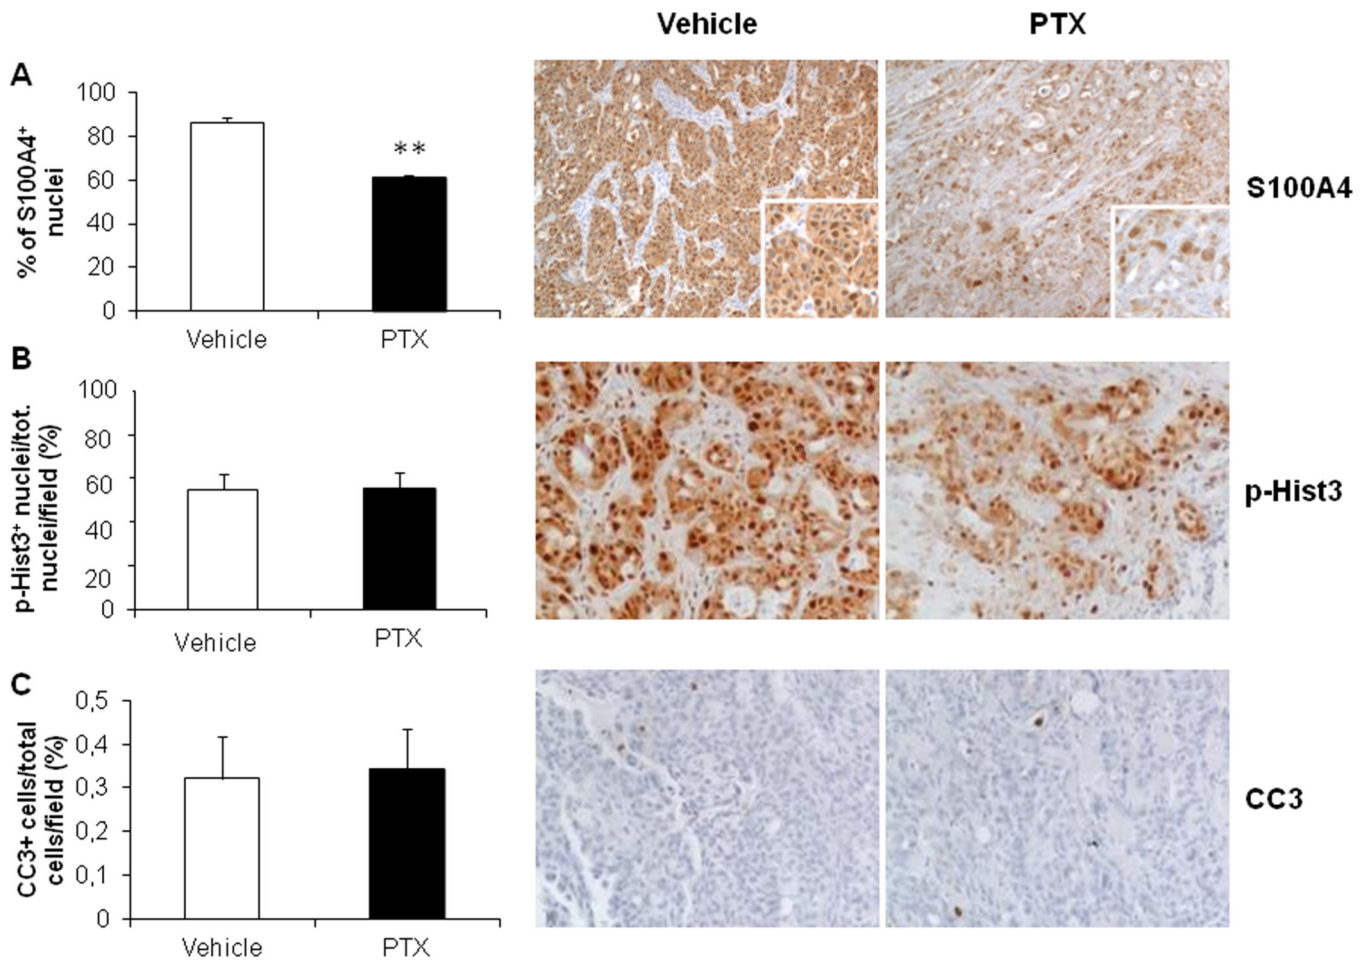 Vehicle PTX
A
% of S100A4⁺
nuclei
100
80
60
40
20
0
**
Vehicle PTX
S100A4
B
p-Hist3⁺ nuclei/tot.
nuclei/field (%)
100
80
60
40
20
0
Vehicle PTX
p-Hist3
C
CC3+ cells/total
cells/field (%)
0,5
0,4
0,3
0,2
0,1
0
Vehicle PTX
CC3